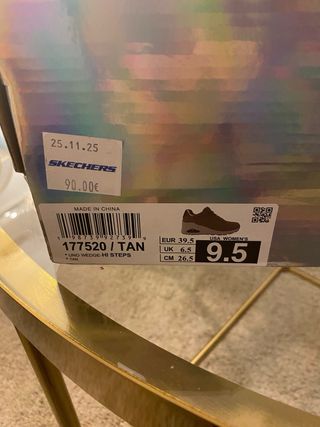 25.11.25
SKECHERS
90.00€
MADE IN CHINA
177520 / TAN
* UNO WEDGE-HI STEPS
* TAN
EUR 39.5
UK 6.5
CM 26.5
USA WOMEN'S
9.5